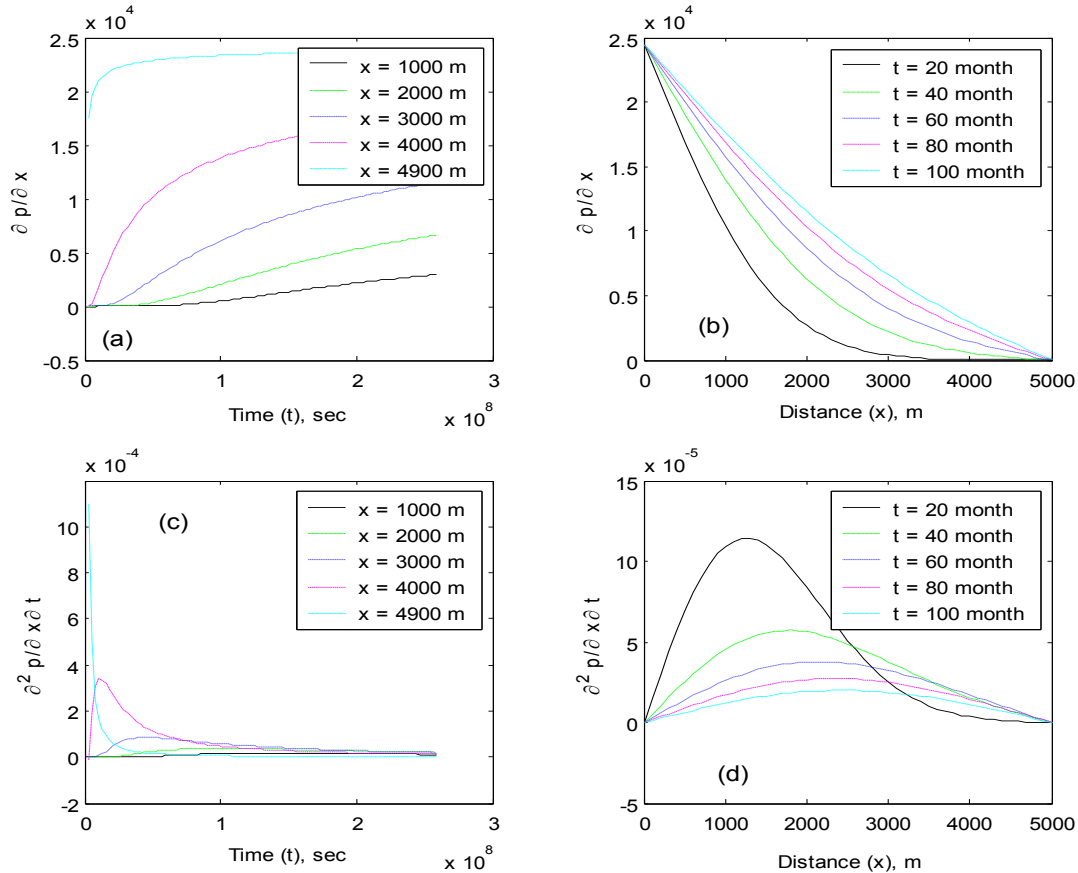 x 10^4
2.5
2
1.5
1
0.5
0
-0.5
∂ p/∂ x
x = 1000 m
x = 2000 m
x = 3000 m
x = 4000 m
x = 4900 m
(a)
0
1
2
3
Time (t), sec
x 10^8
x 10^4
2.5
2
1.5
1
0.5
0
∂ p/∂ x
t = 20 month
t = 40 month
t = 60 month
t = 80 month
t = 100 month
(b)
0
1000
2000
3000
4000
5000
Distance (x), m
x 10^-4
10
8
6
4
2
0
-2
∂^2 p/∂ x∂ t
(c)
x = 1000 m
x = 2000 m
x = 3000 m
x = 4000 m
x = 4900 m
0
1
2
3
Time (t), sec
x 10^8
x 10^-5
15
10
5
0
-5
∂^2 p/∂ x∂ t
t = 20 month
t = 40 month
t = 60 month
t = 80 month
t = 100 month
(d)
0
1000
2000
3000
4000
5000
Distance (x), m